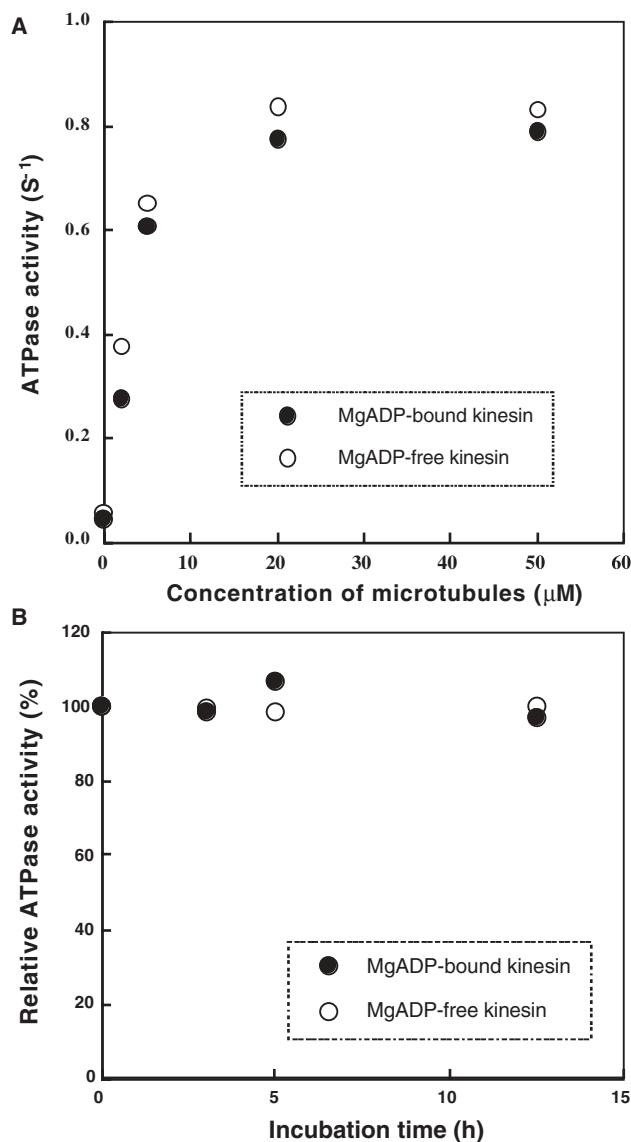 A
1.0
0.8
0.6
0.4
0.2
0.0
ATPase activity (S⁻¹)
MgADP-bound kinesin
MgADP-free kinesin
0 10 20 30 40 50 60
Concentration of microtubules (μM)
B
120
100
80
60
40
20
0
Relative ATPase activity (%)
MgADP-bound kinesin
MgADP-free kinesin
0 5 10 15
Incubation time (h)